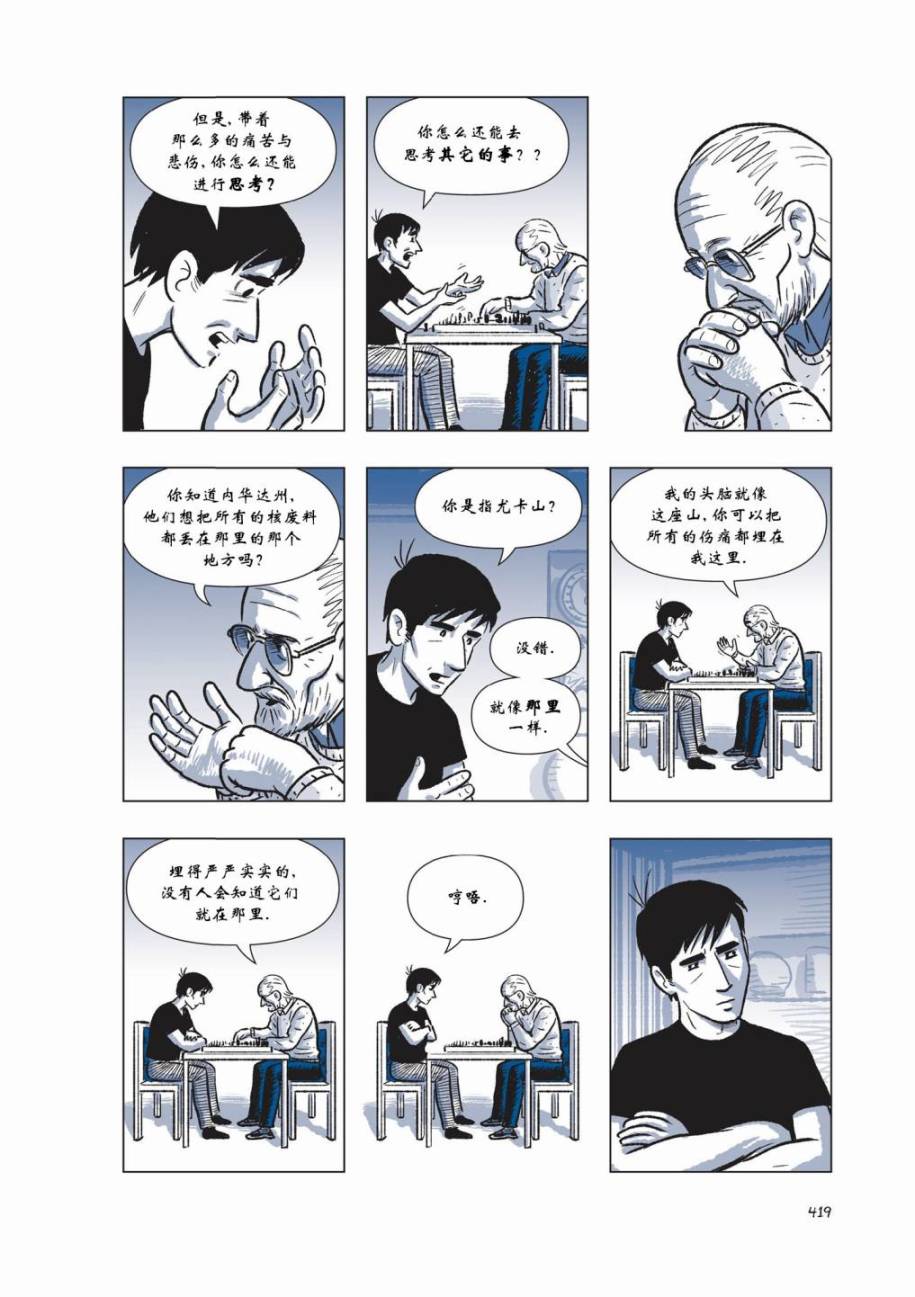 但是,带着
那么多的痛苦与
悲伤,你怎么还能
进行思考?
你怎么还能去
思考其它的事??
你知道内华达州,
他们想把所有的核废料
都丢在那里的那个
地方吗?
你是指尤卡山?
没错.
就像那里
一样.
我的头脑就像
这座山,你可以把
所有的伤痛都埋在
我这里.
埋得严严实实的,
没有人会知道它们
就在那里.
哼唔.
419